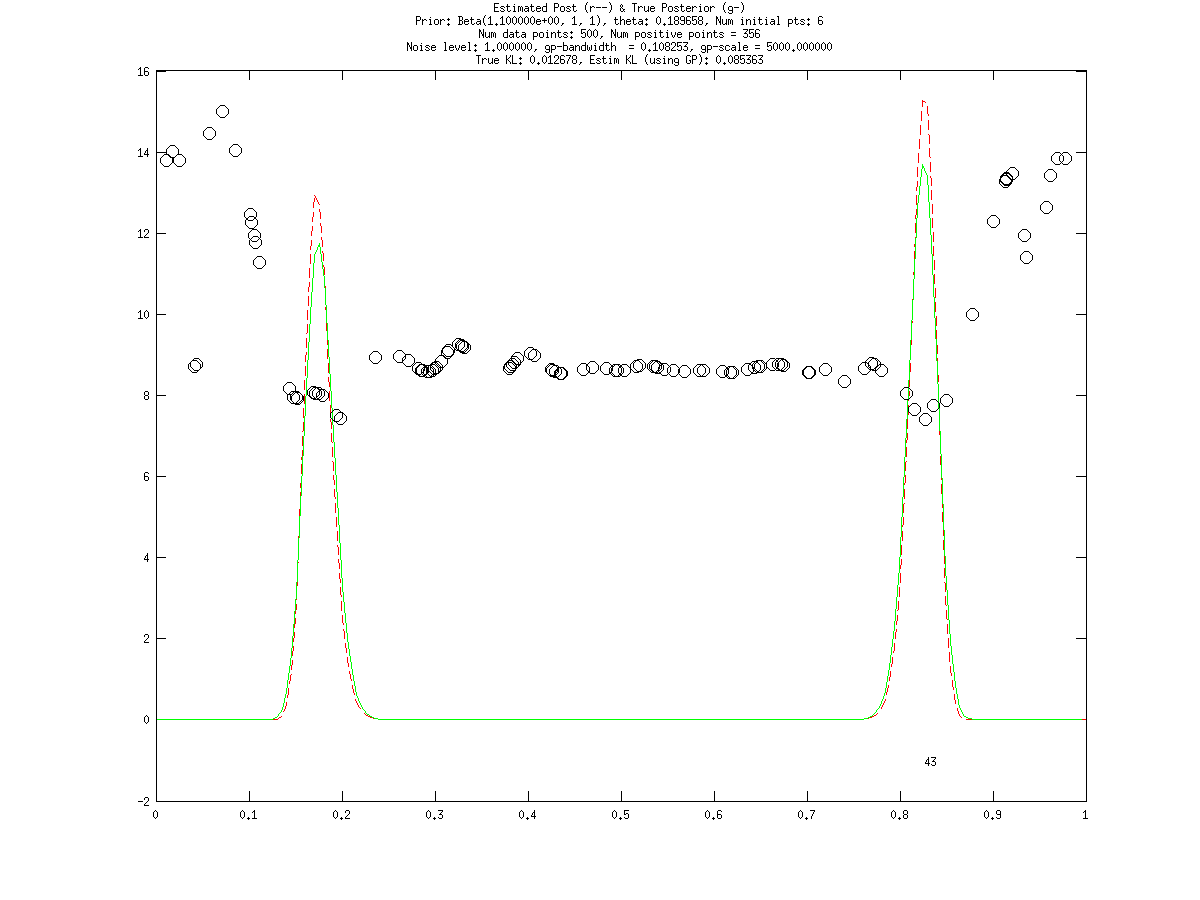 Estimated Post (r--) & True Posterior (g-)
Prior: Beta(1.100000e+00, 1, 1), theta: 0.189658, Num initial pts: 6
Num data points: 500, Num positive points = 356
Noise level: 1.000000, gp-bandwidth  = 0.108253, gp-scale = 5000.000000
True KL: 0.012678, Estim KL (using GP): 0.085363
16
14
12
10
8
6
4
2
0
43
-2
0 0.1 0.2 0.3 0.4 0.5 0.6 0.7 0.8 0.9 1